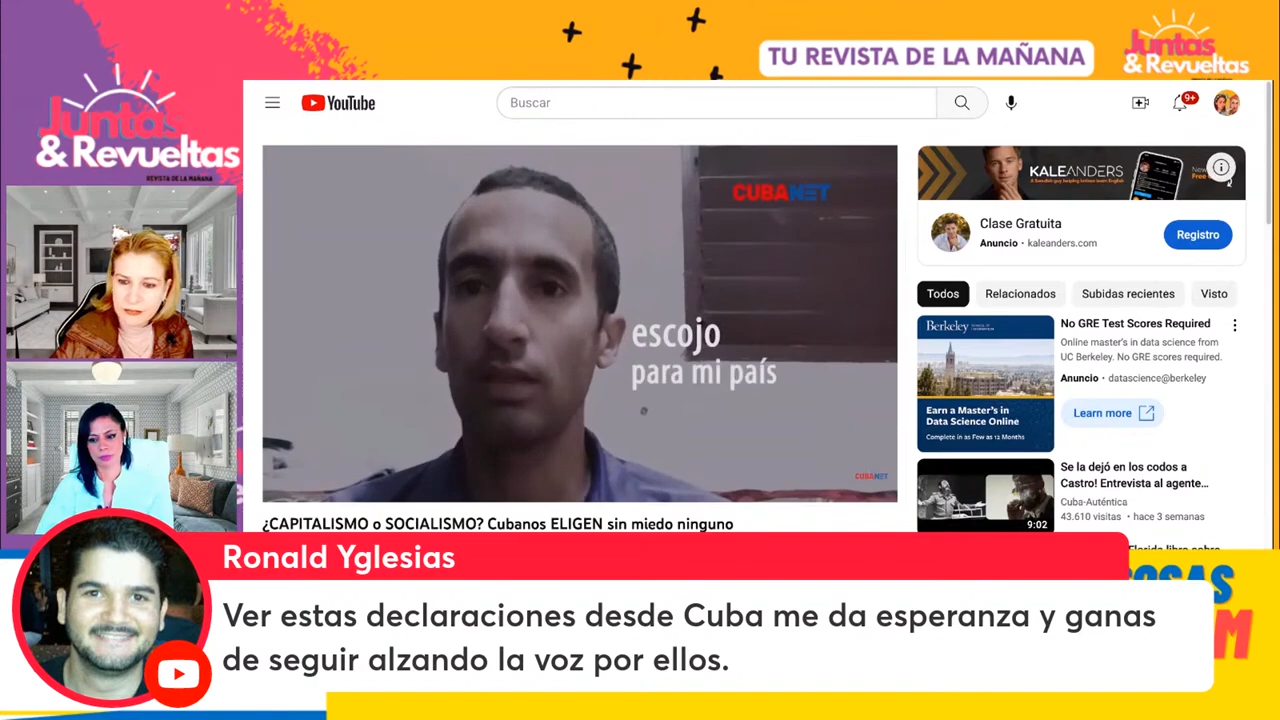 TU REVISTA DE LA MAÑANA
Juntas
& Revueltas
Juntas
& Revueltas
REVISTA DE LA MAÑANA
YouTube
Buscar
9+
CUBANET
escojo
para mi país
CUBANET
¿CAPITALISMO o SOCIALISMO? Cubanos ELIGEN sin miedo ninguno
KALEANDERS
New
Free
Clase Gratuita
Anuncio · kaleanders.com
Registro
Todos
Relacionados
Subidas recientes
Visto
Berkeley
Earn a Master's in
Data Science Online
Complete in as Few as 12 Months
No GRE Test Scores Required
Online master's in data science from
UC Berkeley. No GRE scores required.
Anuncio · datascience@berkeley
Learn more
9:02
Se la dejó en los codos a
Castro! Entrevista al agente...
Cuba-Auténtica
43.610 visitas · hace 3 semanas
Ronald Yglesias
Ver estas declaraciones desde Cuba me da esperanza y ganas
de seguir alzando la voz por ellos.